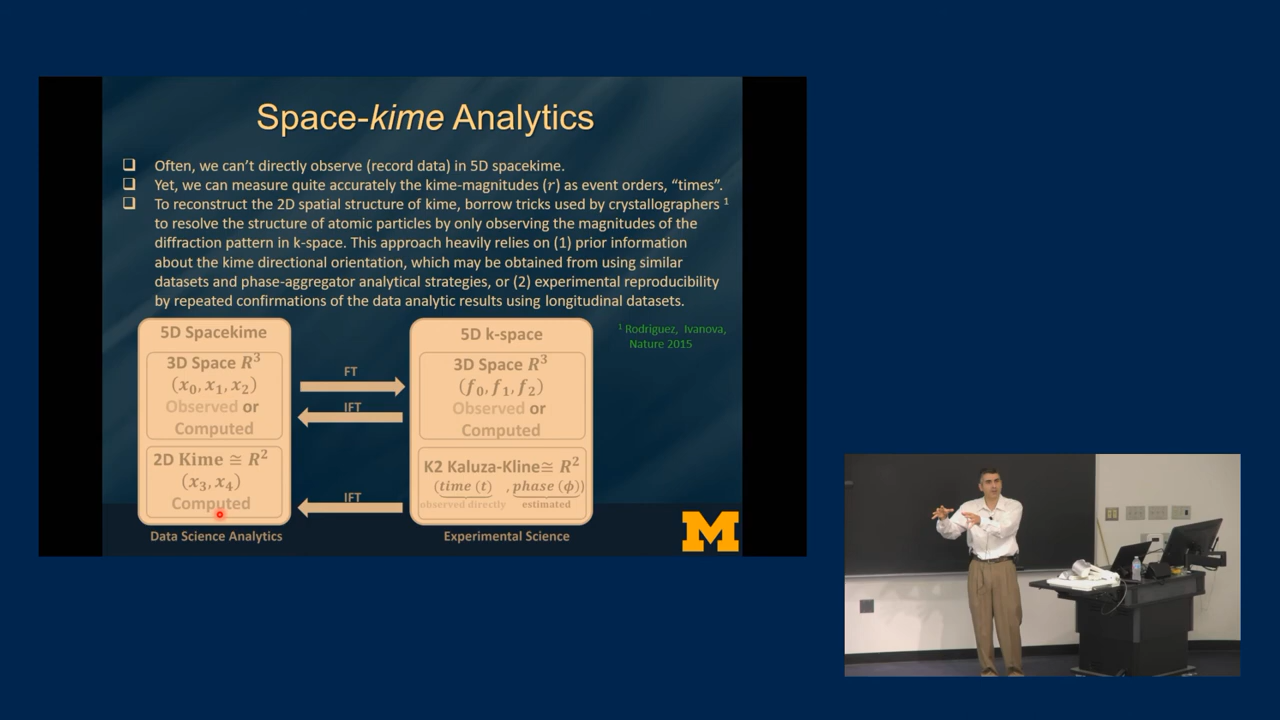 Space-kime Analytics
❑ Often, we can't directly observe (record data) in 5D spacekime.
❑ Yet, we can measure quite accurately the kime-magnitudes (r) as event orders, "times".
❑ To reconstruct the 2D spatial structure of kime, borrow tricks used by crystallographers ¹
to resolve the structure of atomic particles by only observing the magnitudes of the
diffraction pattern in k-space. This approach heavily relies on (1) prior information
about the kime directional orientation, which may be obtained from using similar
datasets and phase-aggregator analytical strategies, or (2) experimental reproducibility
by repeated confirmations of the data analytic results using longitudinal datasets.
5D Spacekime
3D Space R³
(x₀, x₁, x₂)
Observed or
Computed
2D Kime ≅ R²
(x₃, x₄)
Computed
Data Science Analytics
FT
IFT
IFT
5D k-space
3D Space R³
(f₀, f₁, f₂)
Observed or
Computed
K2 Kaluza-Kline≅ R²
(time (t) , phase (ϕ))
observed directly estimated
Experimental Science
¹ Rodriguez, Ivanova,
Nature 2015
M